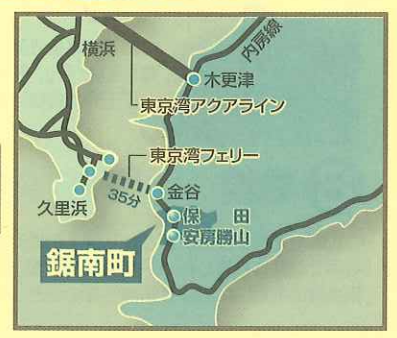 横浜
内房線
木更津
東京湾アクアライン
東京湾フェリー
35分
金谷
久里浜
保田
安房勝山
鋸南町